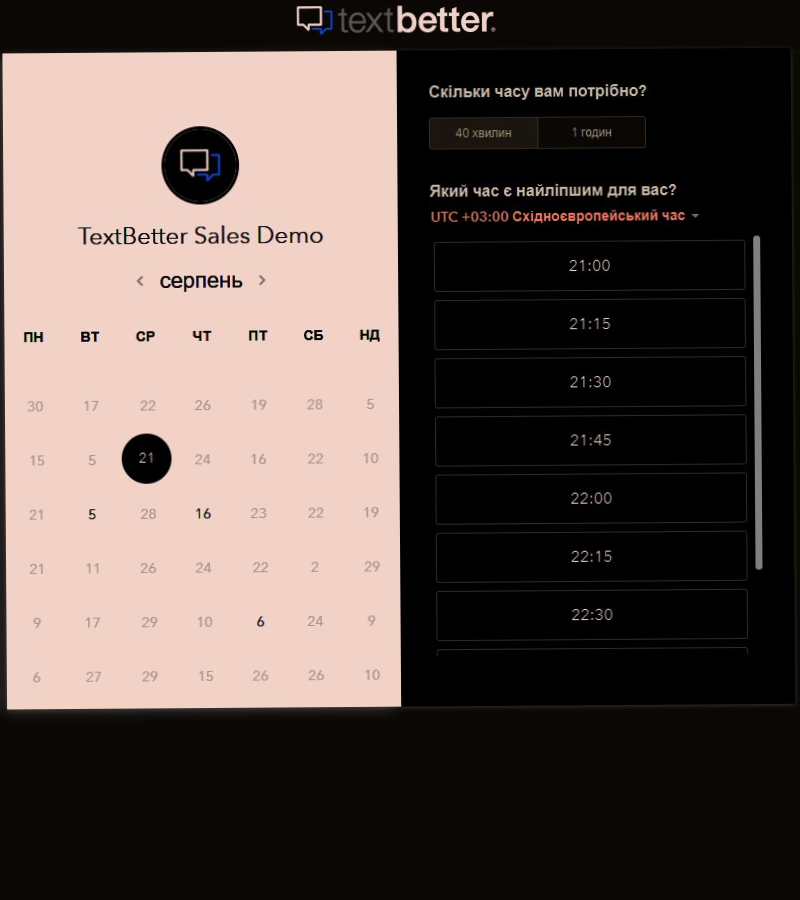 textbetter
TextBetter Sales Demo
серпень
ПН ВТ СР ЧТ ПТ СБ НД
30 17 22 26 19 28 5
15 5 21 24 16 22 10
21 5 28 16 23 22 19
21 11 26 24 22 2 29
9 17 29 10 6 24 9
6 27 29 15 26 26 10
Скільки часу вам потрібно?
40 хвилин
1 годин
Який час є найліпшим для вас?
UTC +03:00 Східноєвропейський час
21:00
21:15
21:30
21:45
22:00
22:15
22:30